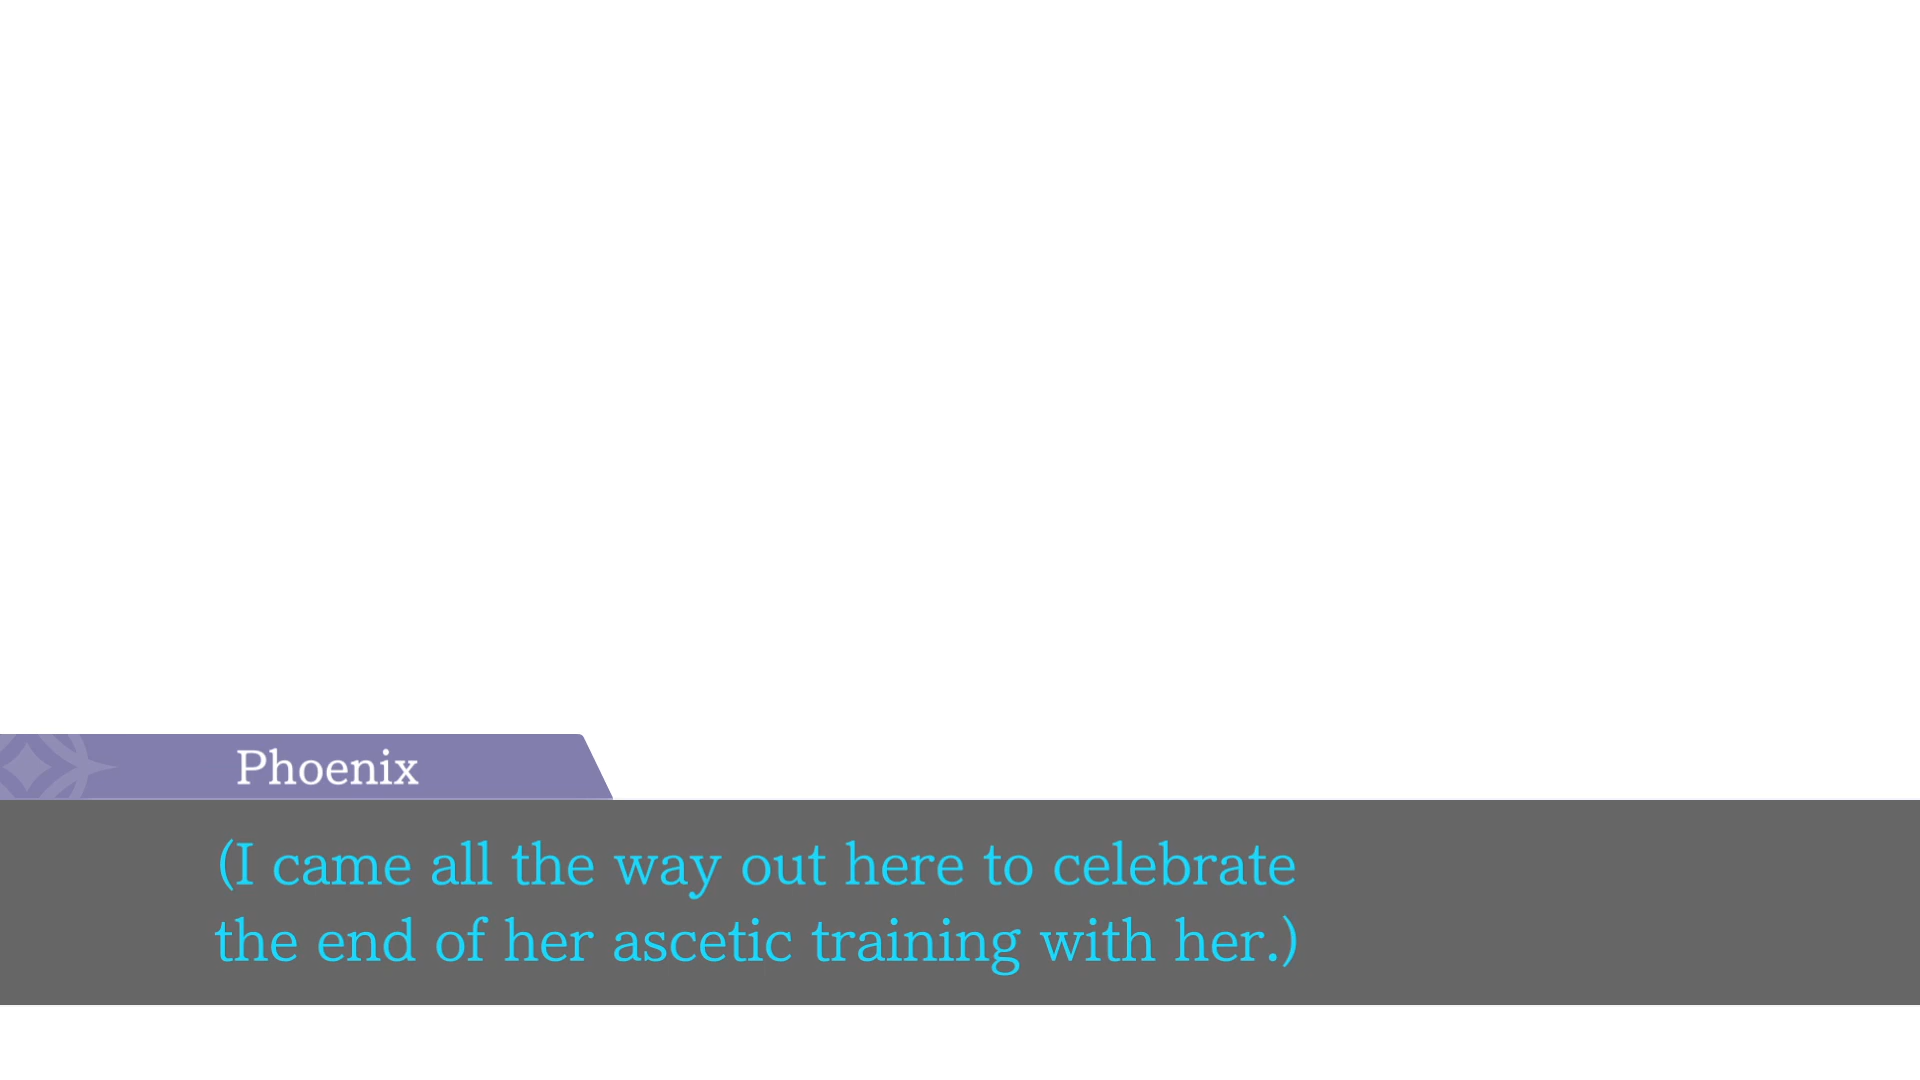 Phoenix
(I came all the way out here to celebrate
the end of her ascetic training with her.)